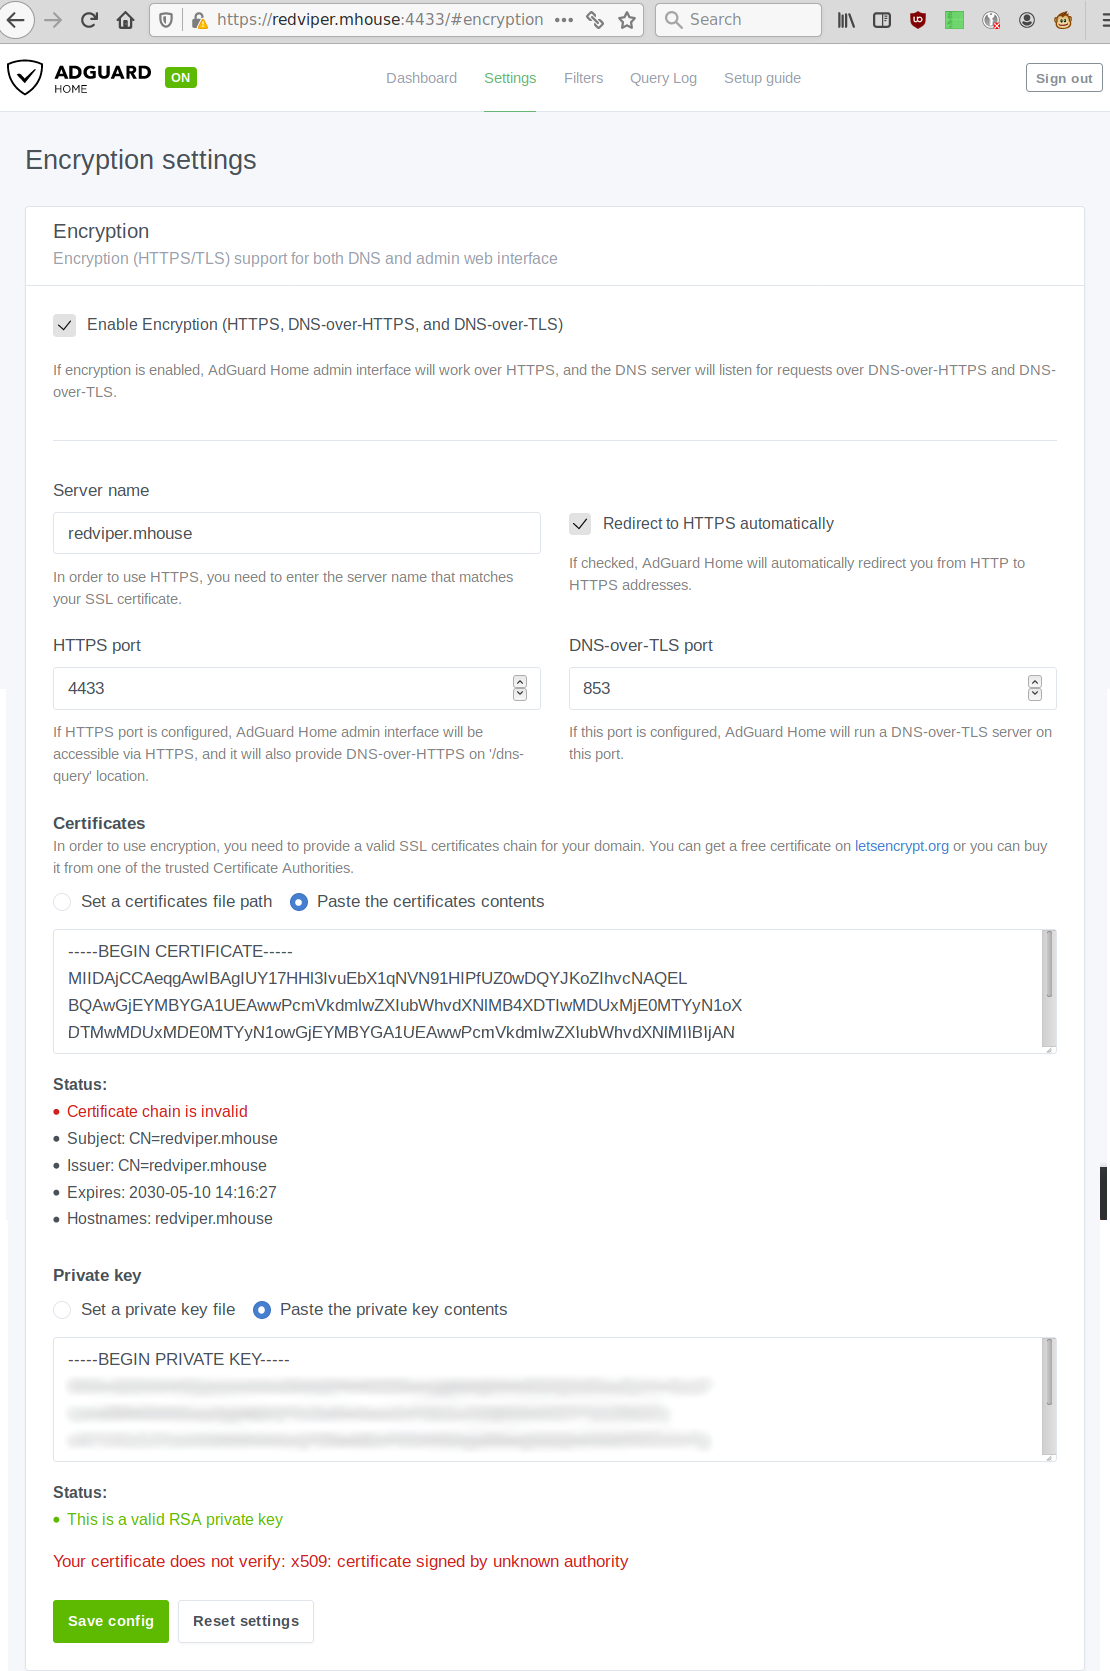 https://redviper.mhouse:4433/#encryption
Search
ADGUARD
HOME
ON
Dashboard
Settings
Filters
Query Log
Setup guide
Sign out
Encryption settings
Encryption
Encryption (HTTPS/TLS) support for both DNS and admin web interface
Enable Encryption (HTTPS, DNS-over-HTTPS, and DNS-over-TLS)
If encryption is enabled, AdGuard Home admin interface will work over HTTPS, and the DNS server will listen for requests over DNS-over-HTTPS and DNS-
over-TLS.
Server name
redviper.mhouse
In order to use HTTPS, you need to enter the server name that matches
your SSL certificate.
Redirect to HTTPS automatically
If checked, AdGuard Home will automatically redirect you from HTTP to
HTTPS addresses.
HTTPS port
4433
If HTTPS port is configured, AdGuard Home admin interface will be
accessible via HTTPS, and it will also provide DNS-over-HTTPS on '/dns-
query' location.
DNS-over-TLS port
853
If this port is configured, AdGuard Home will run a DNS-over-TLS server on
this port.
Certificates
In order to use encryption, you need to provide a valid SSL certificates chain for your domain. You can get a free certificate on letsencrypt.org or you can buy
it from one of the trusted Certificate Authorities.
Set a certificates file path
Paste the certificates contents
-----BEGIN CERTIFICATE-----
MIIDAjCCAeqgAwIBAgIUY17HHl3IvuEbX1qNVN91HIPfUZ0wDQYJKoZIhvcNAQEL
BQAwGjEYMBYGA1UEAwwPcmVkdmlwZXIubWhvdXNlMB4XDTIwMDUxMjE0MTYyN1oX
DTMwMDUxMDE0MTYyN1owGjEYMBYGA1UEAwwPcmVkdmlwZXIubWhvdXNlMIIBIjAN
Status:
Certificate chain is invalid
Subject: CN=redviper.mhouse
Issuer: CN=redviper.mhouse
Expires: 2030-05-10 14:16:27
Hostnames: redviper.mhouse
Private key
Set a private key file
Paste the private key contents
-----BEGIN PRIVATE KEY-----
Status:
This is a valid RSA private key
Your certificate does not verify: x509: certificate signed by unknown authority
Save config
Reset settings